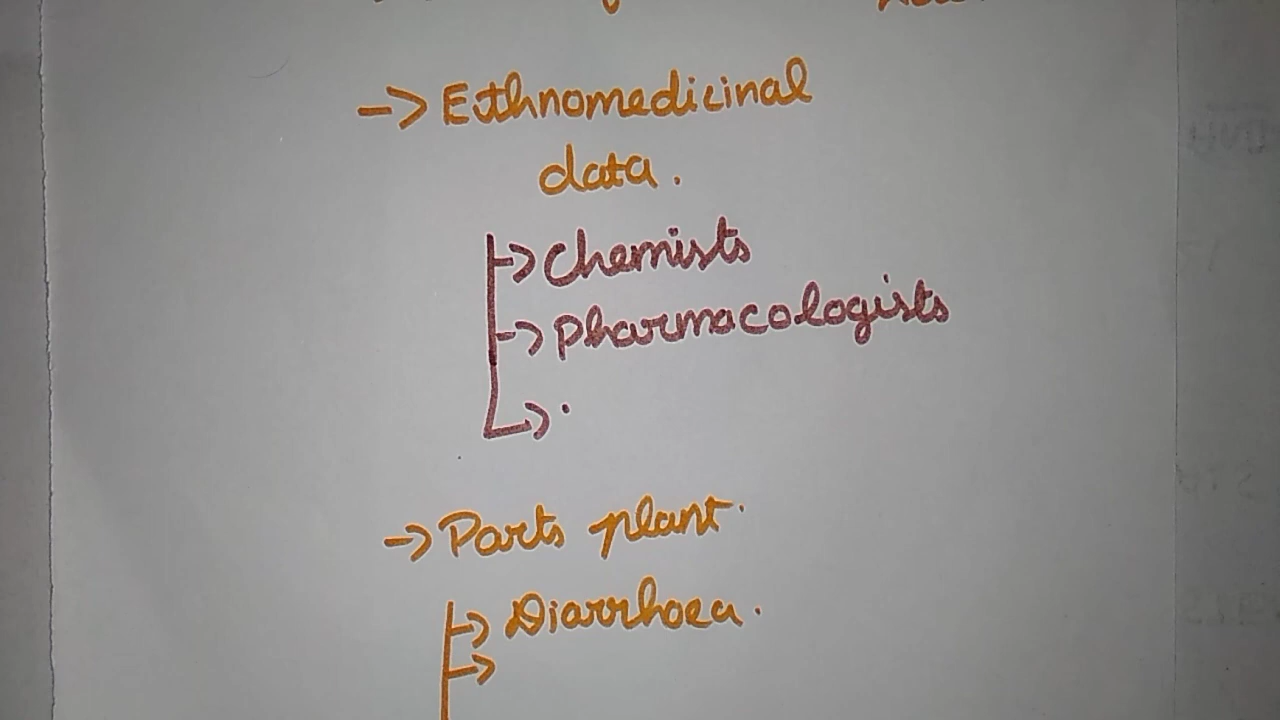 -> Ethnomedicinal
data.
-> Chemists
-> Pharmacologists
-> .
-> Parts plant.
-> Diarrhoea.
->